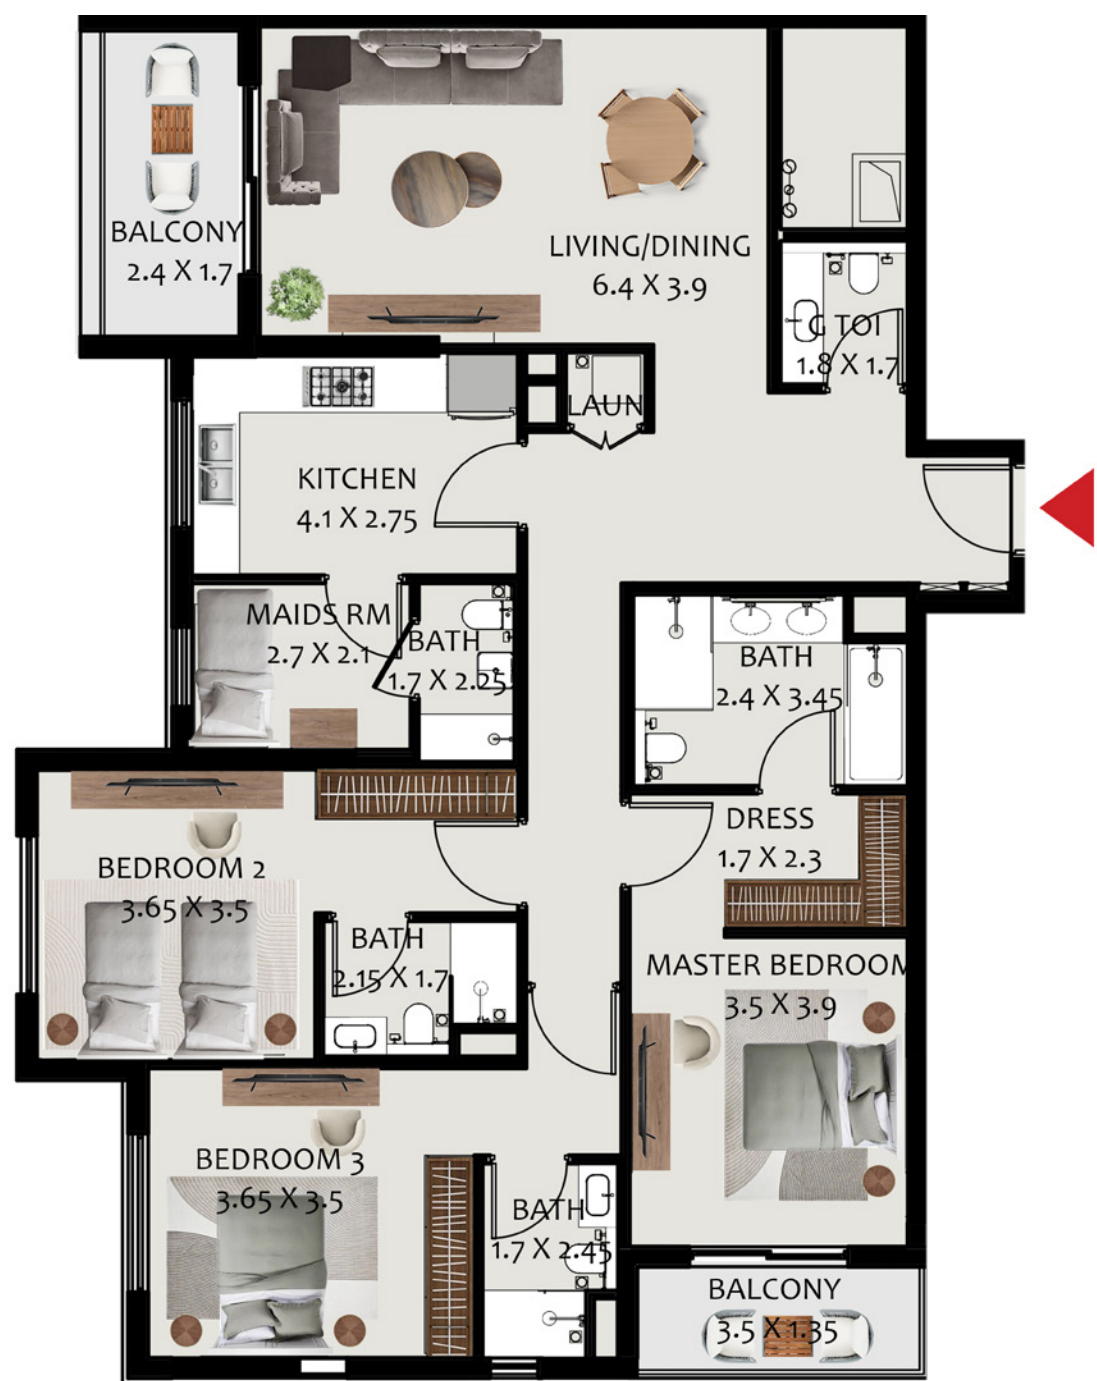 BALCONY
2.4 X 1.7
LIVING/DINING
6.4 X 3.9
G TOI
1.8 X 1.7
LAUN
KITCHEN
4.1 X 2.75
MAIDS RM
2.7 X 2.1
BATH
1.7 X 2.25
BATH
2.4 X 3.45
DRESS
1.7 X 2.3
BEDROOM 2
3.65 X 3.5
BATH
2.15 X 1.7
MASTER BEDROOM
3.5 X 3.9
BEDROOM 3
3.65 X 3.5
BATH
1.7 X 2.45
BALCONY
3.5 X 1.35